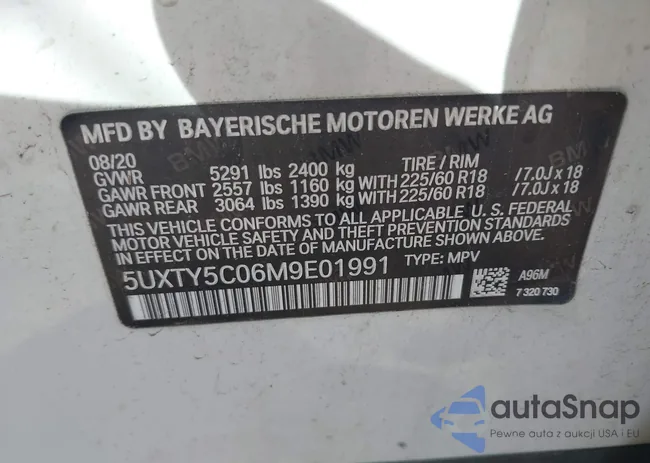 MFD BY BAYERISCHE MOTOREN WERKE AG
08/20 TIRE / RIM
GVWR 5291 lbs 2400 kg
GAWR FRONT 2557 lbs 1160 kg WITH 225/60 R18 /7.0J x 18
GAWR REAR 3064 lbs 1390 kg WITH 225/60 R18 /7.0J x 18
THIS VEHICLE CONFORMS TO ALL APPLICABLE U.S. FEDERAL
MOTOR VEHICLE SAFETY AND THEFT PREVENTION STANDARDS
IN EFFECT ON THE DATE OF MANUFACTURE SHOWN ABOVE.
5UXTY5C06M9E01991 TYPE: MPV
A96M
7 320 730
autoSnap
Pewne auta z aukcji USA i EU